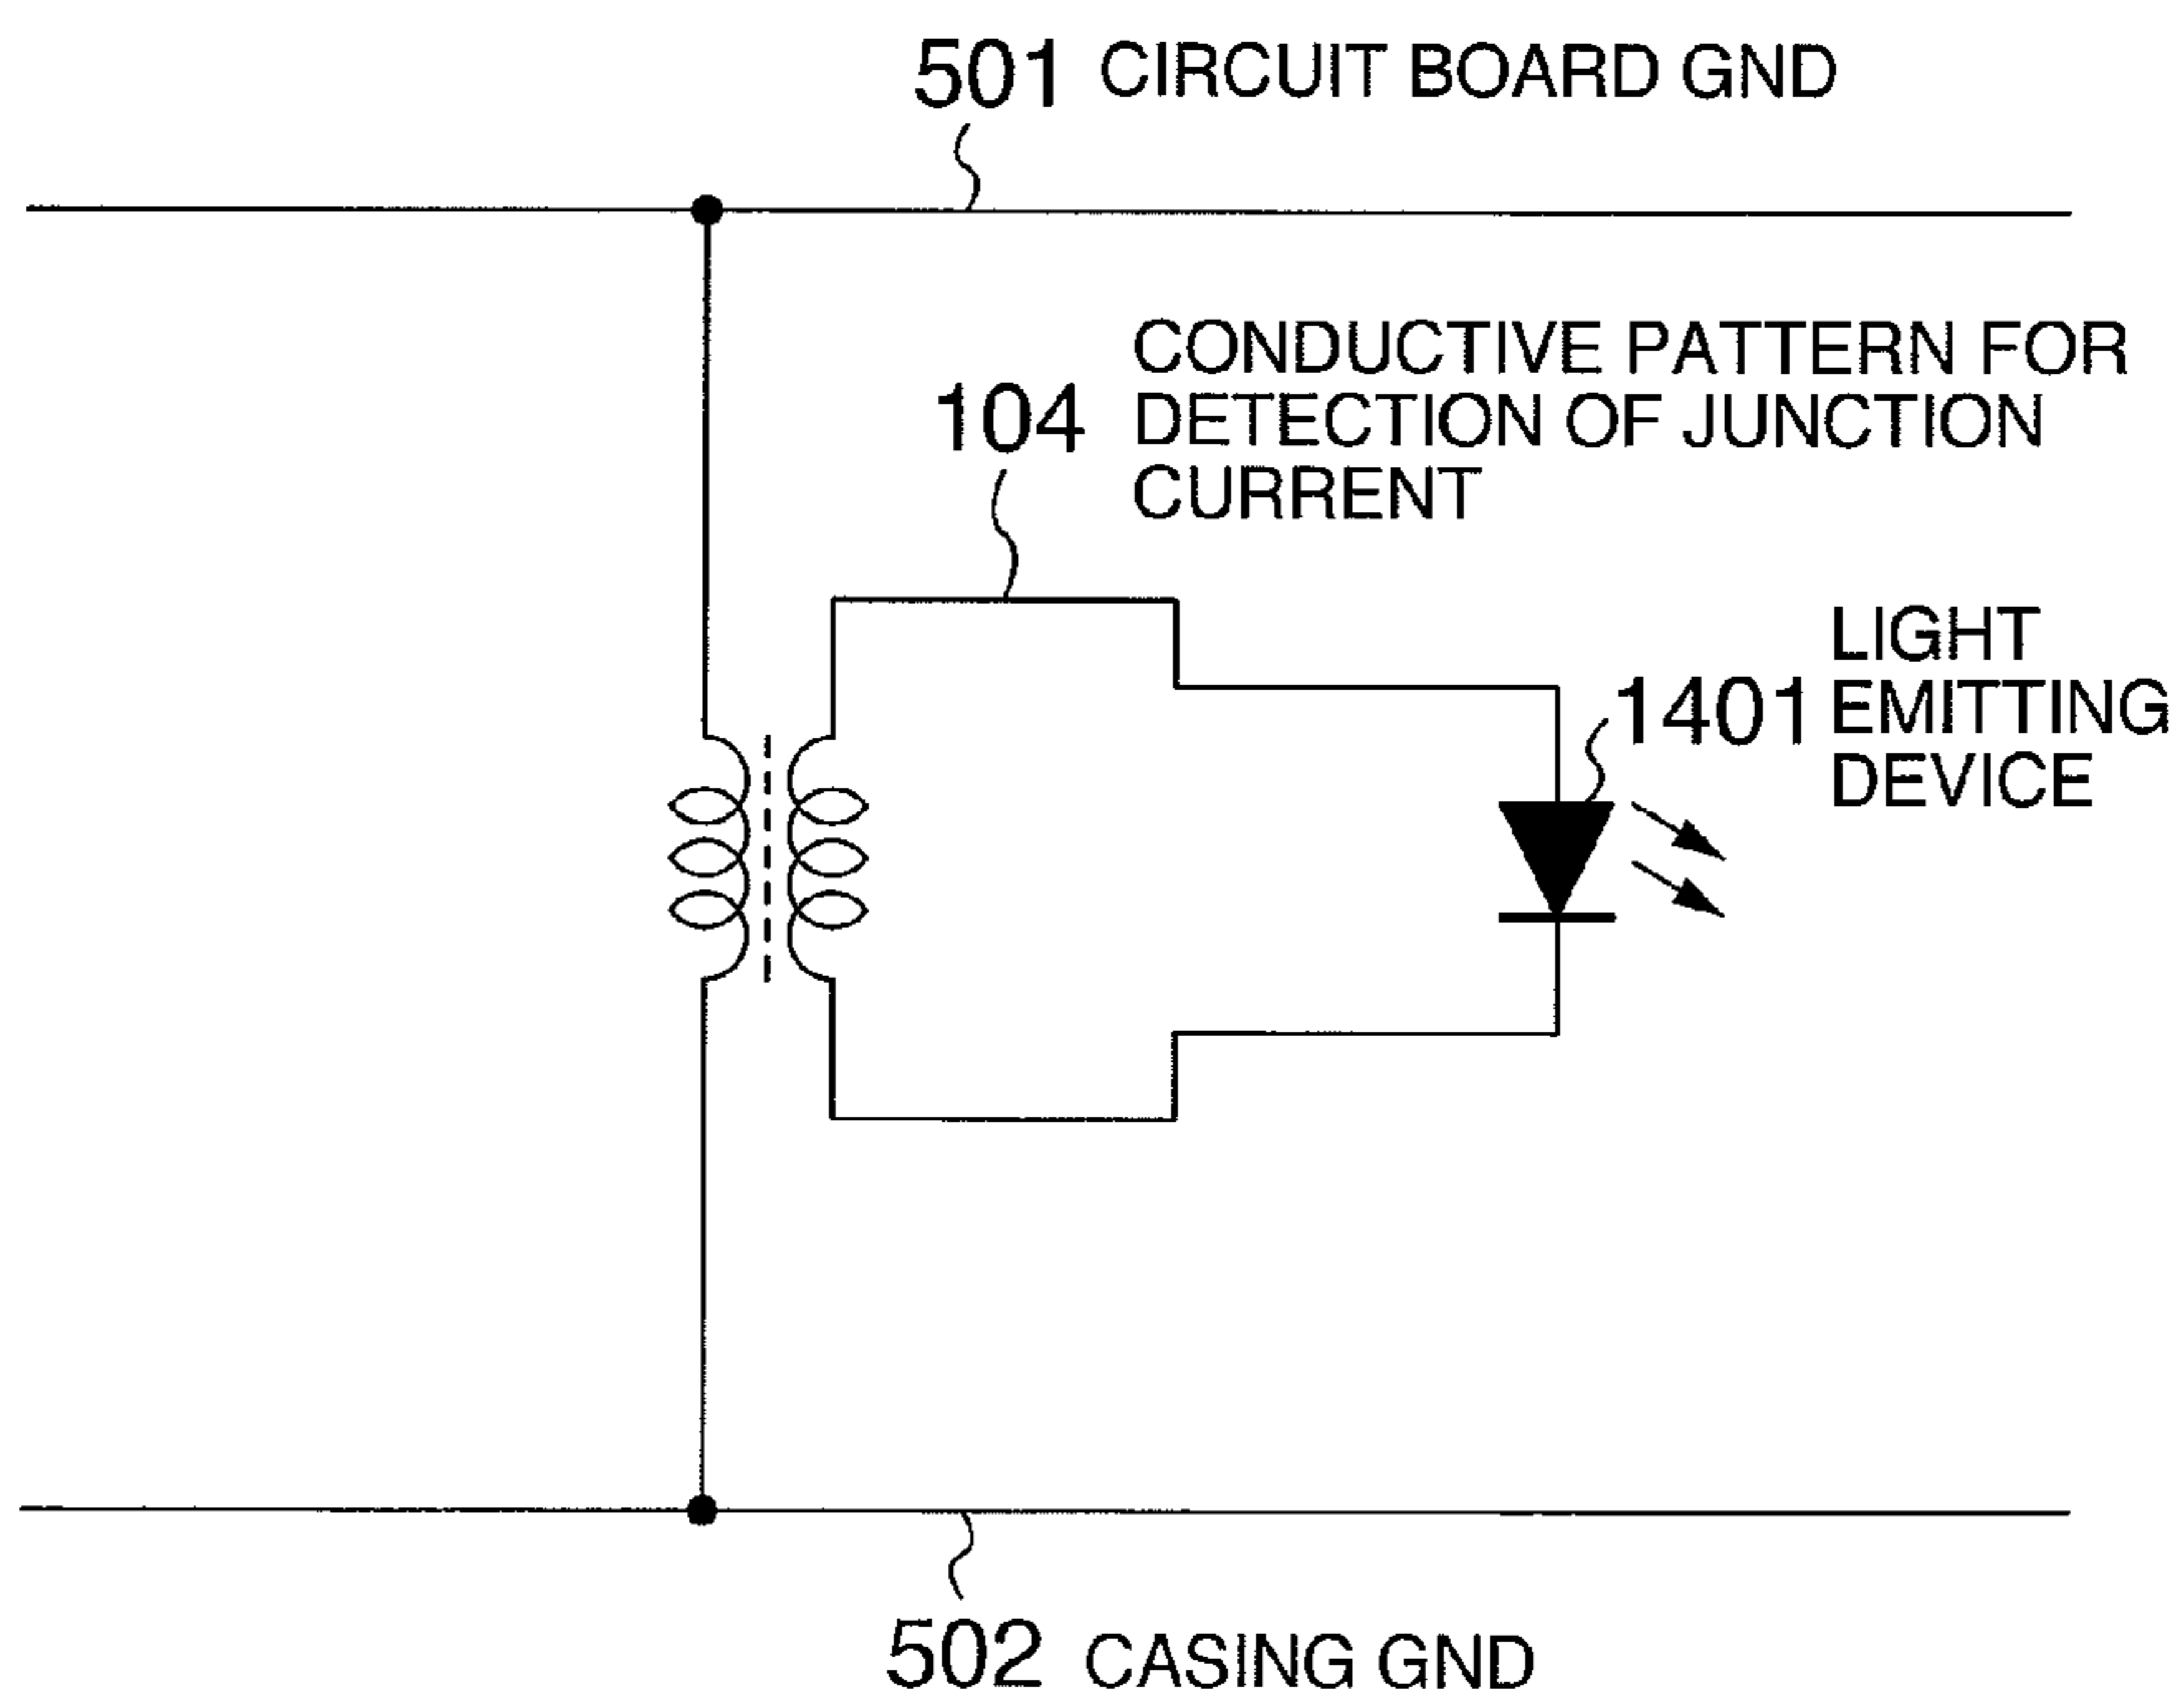 501 CIRCUIT BOARD GND
104 CONDUCTIVE PATTERN FOR
DETECTION OF JUNCTION
CURRENT
1401 LIGHT
EMITTING
DEVICE
502 CASING GND